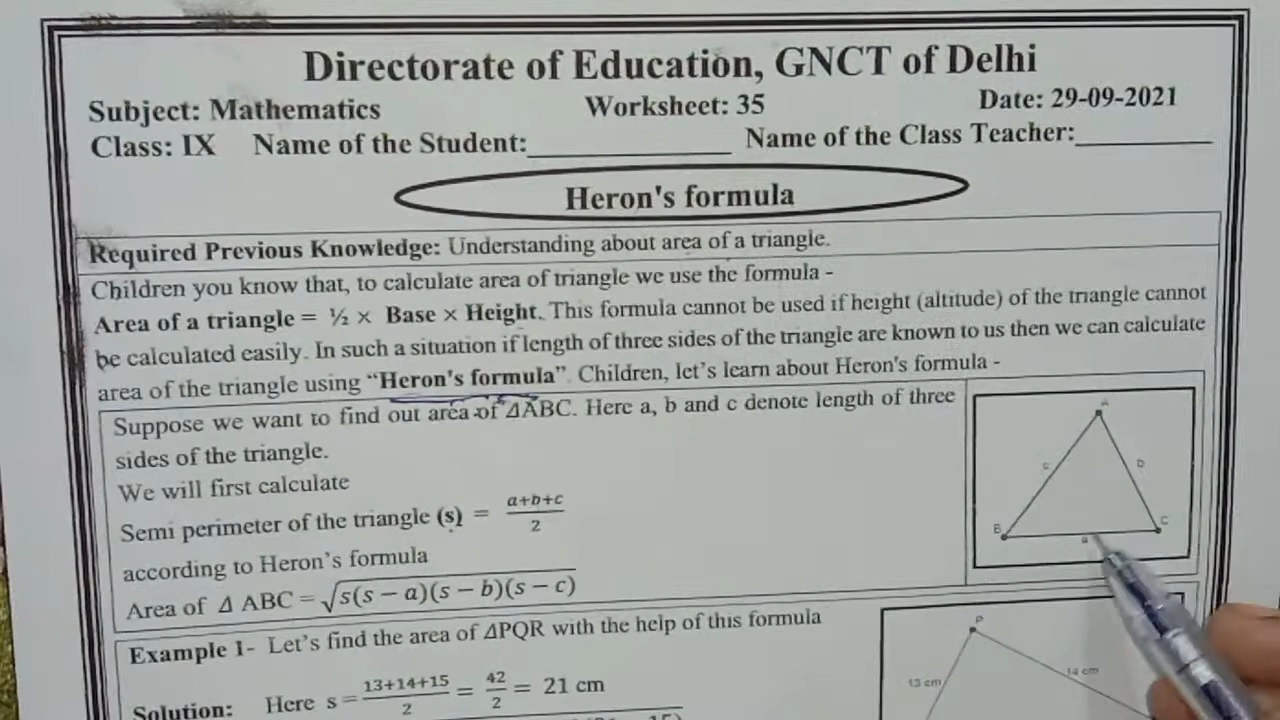 Directorate of Education, GNCT of Delhi
Subject: Mathematics Worksheet: 35 Date: 29-09-2021
Class: IX Name of the Student:______________ Name of the Class Teacher:__________
Heron's formula
Required Previous Knowledge: Understanding about area of a triangle.
Children you know that, to calculate area of triangle we use the formula -
Area of a triangle = ½ × Base × Height. This formula cannot be used if height (altitude) of the triangle cannot
be calculated easily. In such a situation if length of three sides of the triangle are known to us then we can calculate
area of the triangle using “Heron's formula”. Children, let’s learn about Heron's formula -
Suppose we want to find out area of ΔABC. Here a, b and c denote length of three
sides of the triangle.
We will first calculate
Semi perimeter of the triangle (s) = a+b+c/2
according to Heron’s formula
Area of Δ ABC = √s(s − a)(s − b)(s − c)
A
c
b
B
a
C
Example 1- Let’s find the area of ΔPQR with the help of this formula
Solution: Here s = 13+14+15/2 = 42/2 = 21 cm
P
13 cm
14 cm